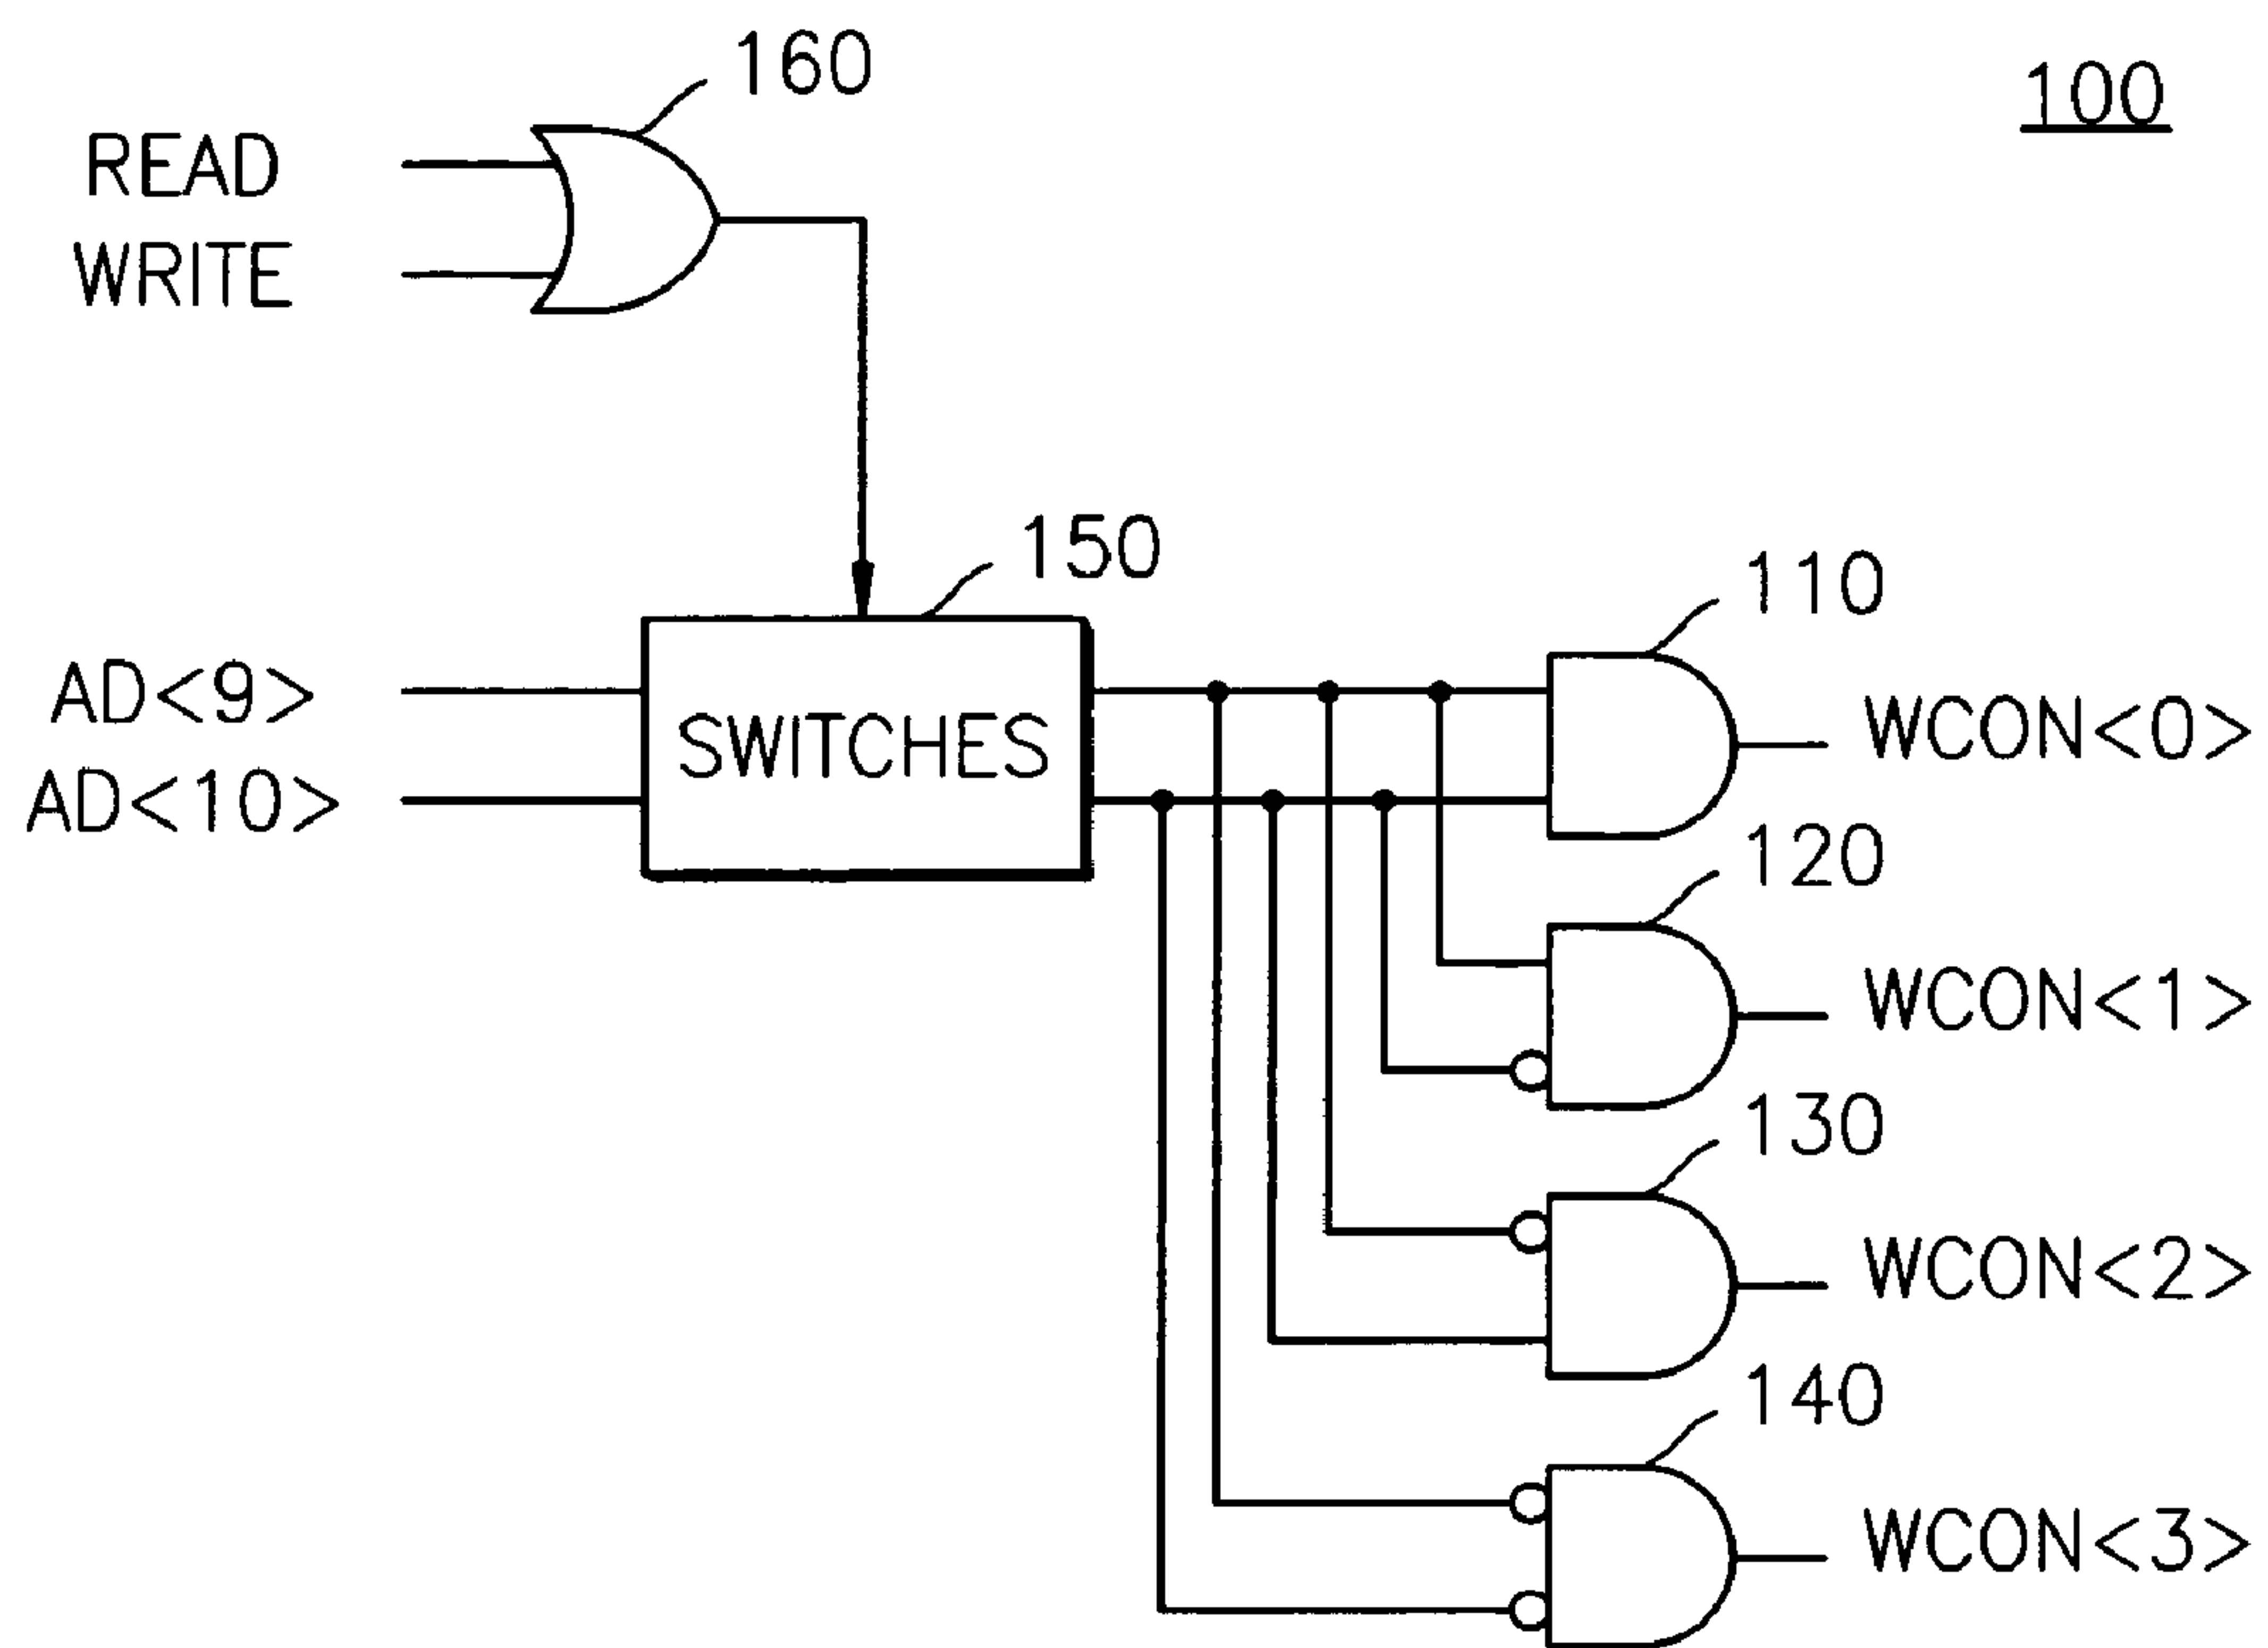 160
100
READ
WRITE
150
110
AD<9>
SWITCHES
WCON<0>
AD<10>
120
WCON<1>
130
WCON<2>
140
WCON<3>